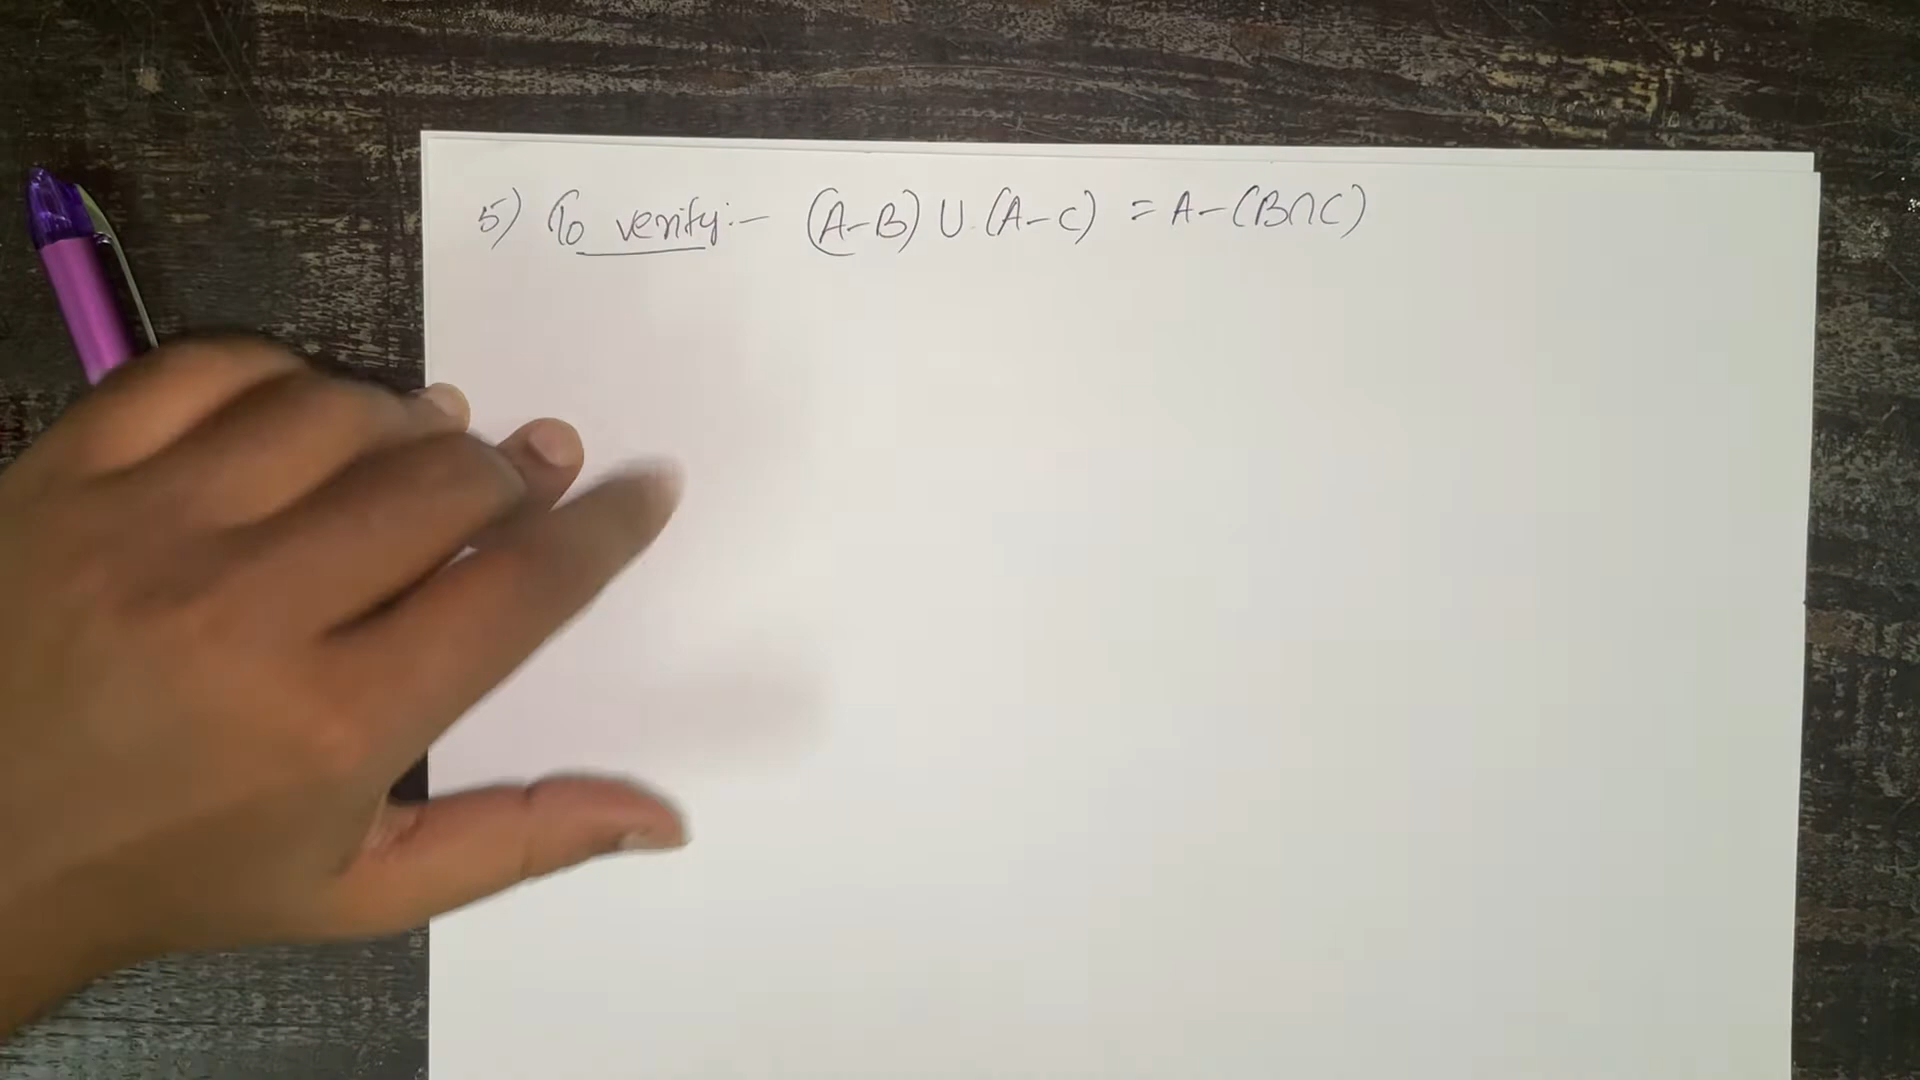 5) To verify:- (A-B) ∪ (A-C) = A-(B∩C)